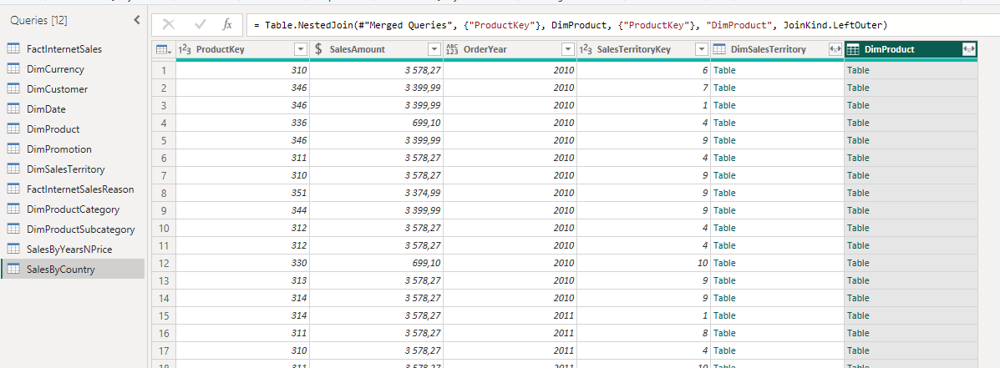 Queries [12]
= Table.NestedJoin(#"Merged Queries", {"ProductKey"}, DimProduct, {"ProductKey"}, "DimProduct", JoinKind.LeftOuter)
FactInternetSales
DimCurrency
DimCustomer
DimDate
DimProduct
DimPromotion
DimSalesTerritory
FactInternetSalesReason
DimProductCategory
DimProductSubcategory
SalesByYearsNPrice
SalesByCountry
123 ProductKey $ SalesAmount ABC 123 OrderYear 123 SalesTerritoryKey DimSalesTerritory DimProduct
1 310 3 578,27 2010 6 Table Table
2 346 3 399,99 2010 7 Table Table
3 346 3 399,99 2010 1 Table Table
4 336 699,10 2010 4 Table Table
5 346 3 399,99 2010 9 Table Table
6 311 3 578,27 2010 4 Table Table
7 310 3 578,27 2010 9 Table Table
8 351 3 374,99 2010 9 Table Table
9 344 3 399,99 2010 9 Table Table
10 312 3 578,27 2010 4 Table Table
11 312 3 578,27 2010 4 Table Table
12 330 699,10 2010 10 Table Table
13 313 3 578,27 2010 9 Table Table
14 314 3 578,27 2010 9 Table Table
15 314 3 578,27 2011 1 Table Table
16 311 3 578,27 2011 8 Table Table
17 310 3 578,27 2011 4 Table Table
18 311 3 578,27 2011 10 Table Table